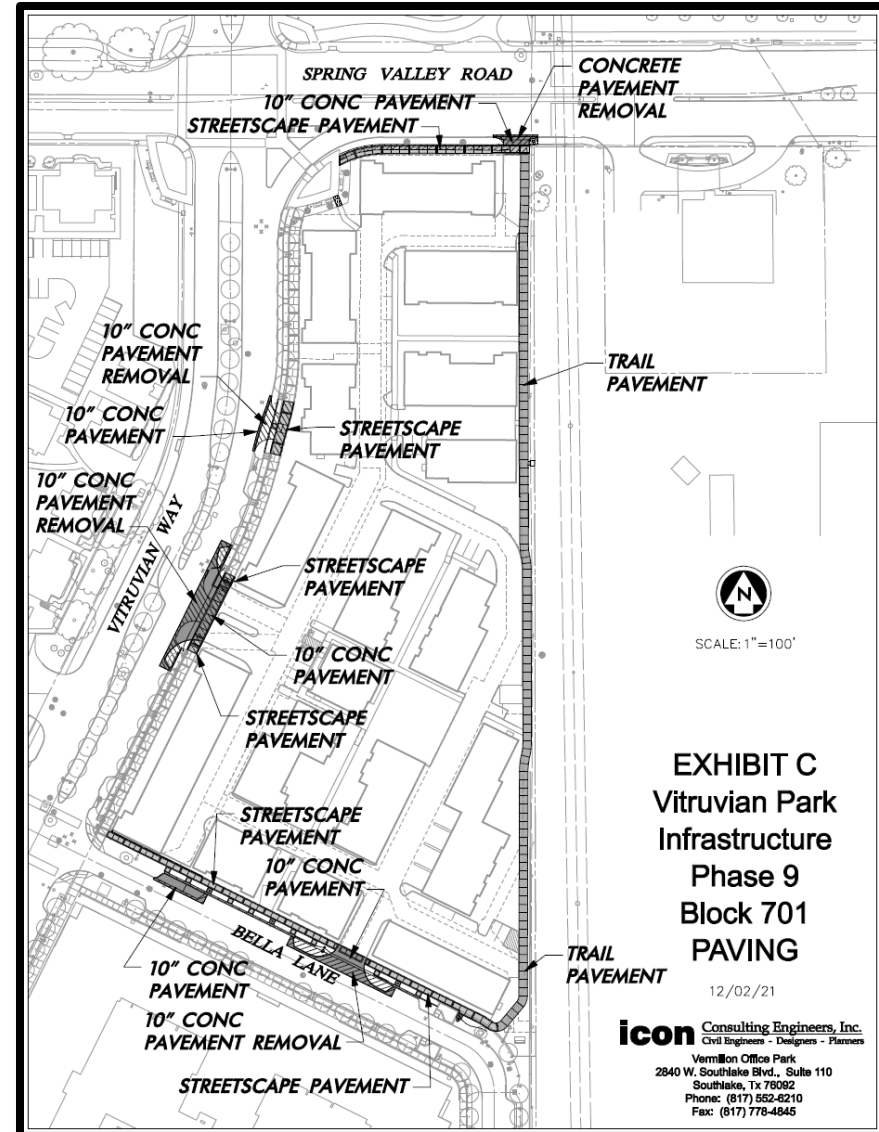 SPRING VALLEY ROAD
CONCRETE
PAVEMENT
REMOVAL
10" CONC PAVEMENT
STREETSCAPE PAVEMENT
10" CONC
PAVEMENT
REMOVAL
TRAIL
PAVEMENT
10" CONC
PAVEMENT
STREETSCAPE
PAVEMENT
10" CONC
PAVEMENT
REMOVAL
VITRUVIAN WAY
STREETSCAPE
PAVEMENT
N
SCALE: 1"=100'
10" CONC
PAVEMENT
STREETSCAPE
PAVEMENT
STREETSCAPE
PAVEMENT
10" CONC
PAVEMENT
BELLA LANE
10" CONC
PAVEMENT
10" CONC
PAVEMENT REMOVAL
STREETSCAPE PAVEMENT
TRAIL
PAVEMENT
EXHIBIT C
Vitruvian Park
Infrastructure
Phase 9
Block 701
PAVING
12/02/21
icon Consulting Engineers, Inc.
Civil Engineers - Designers - Planners
Vermillion Office Park
2840 W. Southlake Blvd., Suite 110
Southlake, Tx 76092
Phone: (817) 552-6210
Fax: (817) 778-4845